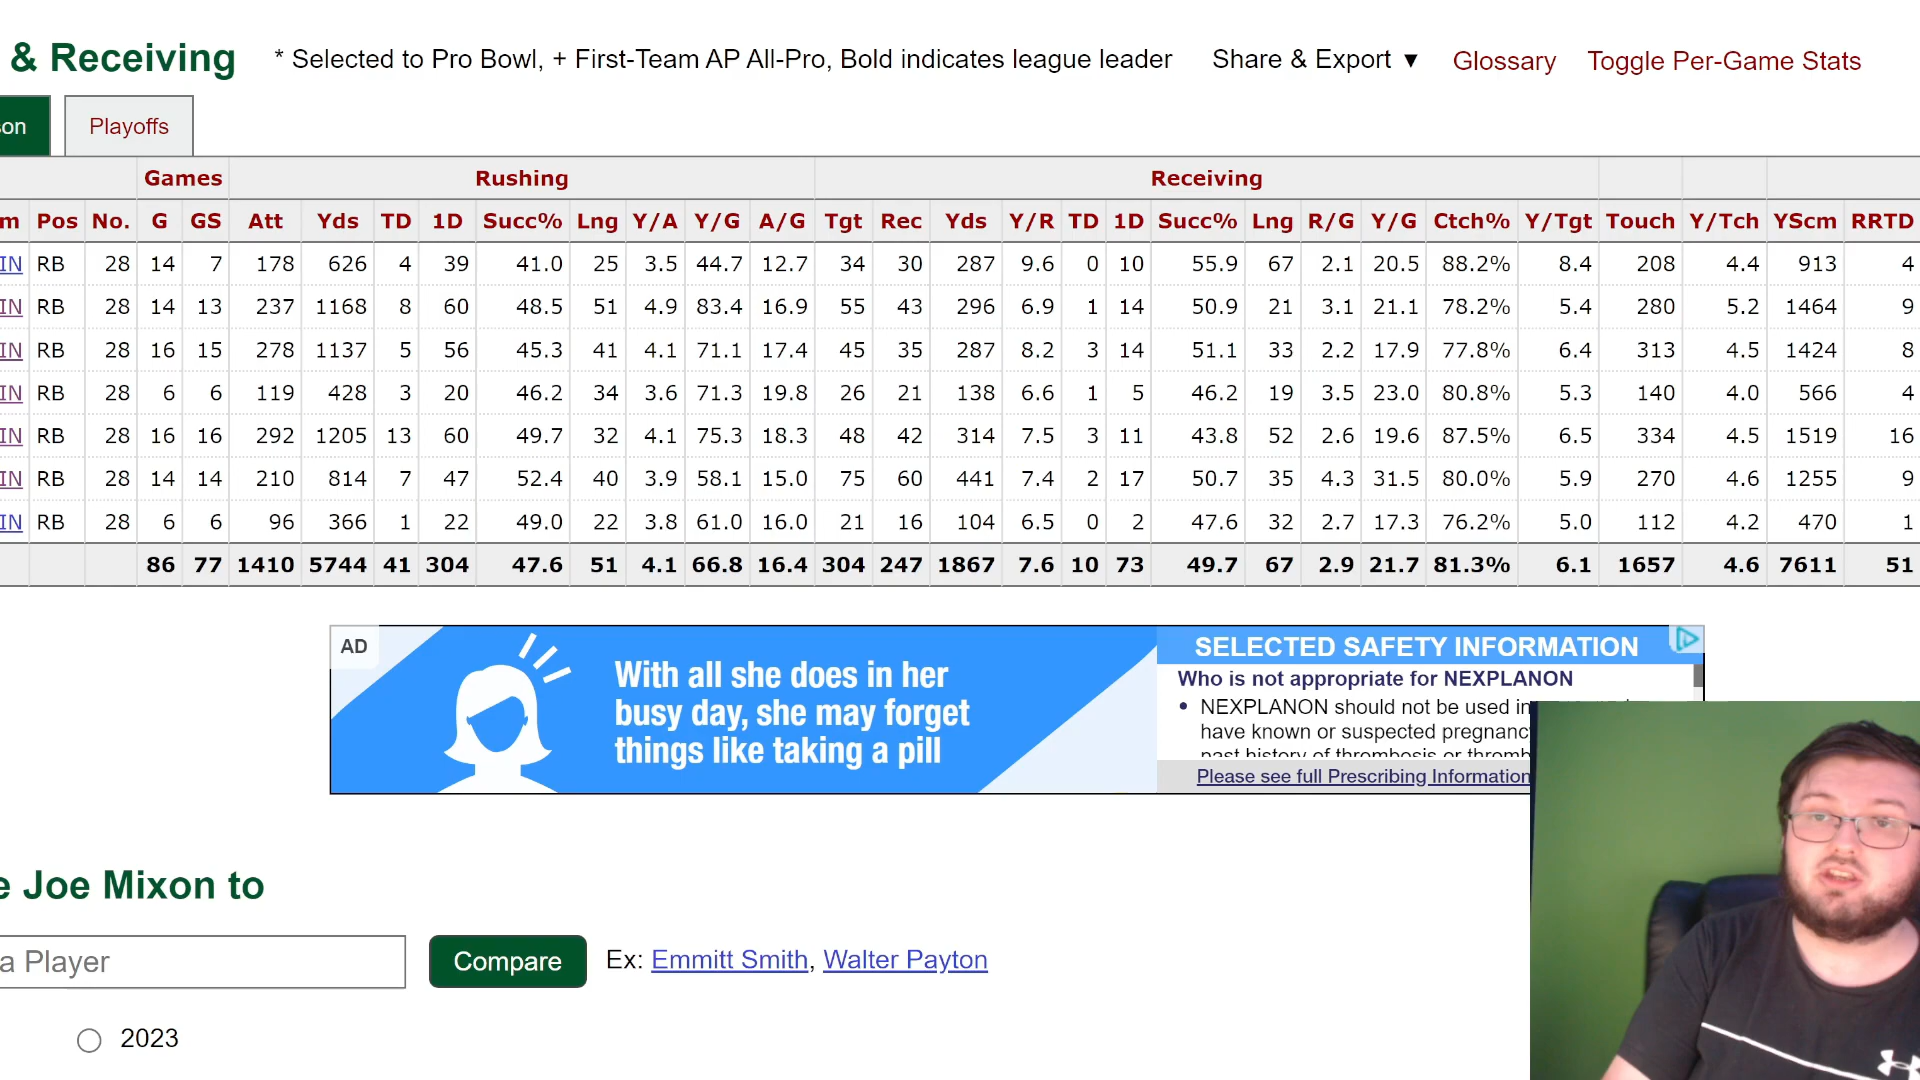 & Receiving * Selected to Pro Bowl, + First-Team AP All-Pro, Bold indicates league leader Share & Export ▼ Glossary Toggle Per-Game Stats
on Playoffs
Games Rushing Receiving
m Pos No. G GS Att Yds TD 1D Succ% Lng Y/A Y/G A/G Tgt Rec Yds Y/R TD 1D Succ% Lng R/G Y/G Ctch% Y/Tgt Touch Y/Tch YScm RRTD
IN RB 28 14 7 178 626 4 39 41.0 25 3.5 44.7 12.7 34 30 287 9.6 0 10 55.9 67 2.1 20.5 88.2% 8.4 208 4.4 913 4
IN RB 28 14 13 237 1168 8 60 48.5 51 4.9 83.4 16.9 55 43 296 6.9 1 14 50.9 21 3.1 21.1 78.2% 5.4 280 5.2 1464 9
IN RB 28 16 15 278 1137 5 56 45.3 41 4.1 71.1 17.4 45 35 287 8.2 3 14 51.1 33 2.2 17.9 77.8% 6.4 313 4.5 1424 8
IN RB 28 6 6 119 428 3 20 46.2 34 3.6 71.3 19.8 26 21 138 6.6 1 5 46.2 19 3.5 23.0 80.8% 5.3 140 4.0 566 4
IN RB 28 16 16 292 1205 13 60 49.7 32 4.1 75.3 18.3 48 42 314 7.5 3 11 43.8 52 2.6 19.6 87.5% 6.5 334 4.5 1519 16
IN RB 28 14 14 210 814 7 47 52.4 40 3.9 58.1 15.0 75 60 441 7.4 2 17 50.7 35 4.3 31.5 80.0% 5.9 270 4.6 1255 9
IN RB 28 6 6 96 366 1 22 49.0 22 3.8 61.0 16.0 21 16 104 6.5 0 2 47.6 32 2.7 17.3 76.2% 5.0 112 4.2 470 1
86 77 1410 5744 41 304 47.6 51 4.1 66.8 16.4 304 247 1867 7.6 10 73 49.7 67 2.9 21.7 81.3% 6.1 1657 4.6 7611 51
AD
With all she does in her
busy day, she may forget
things like taking a pill
SELECTED SAFETY INFORMATION
Who is not appropriate for NEXPLANON
• NEXPLANON should not be used in
have known or suspected pregnanc
past history of thrombosis or thromb
Please see full Prescribing Information
e Joe Mixon to
a Player Compare Ex: Emmitt Smith, Walter Payton
2023